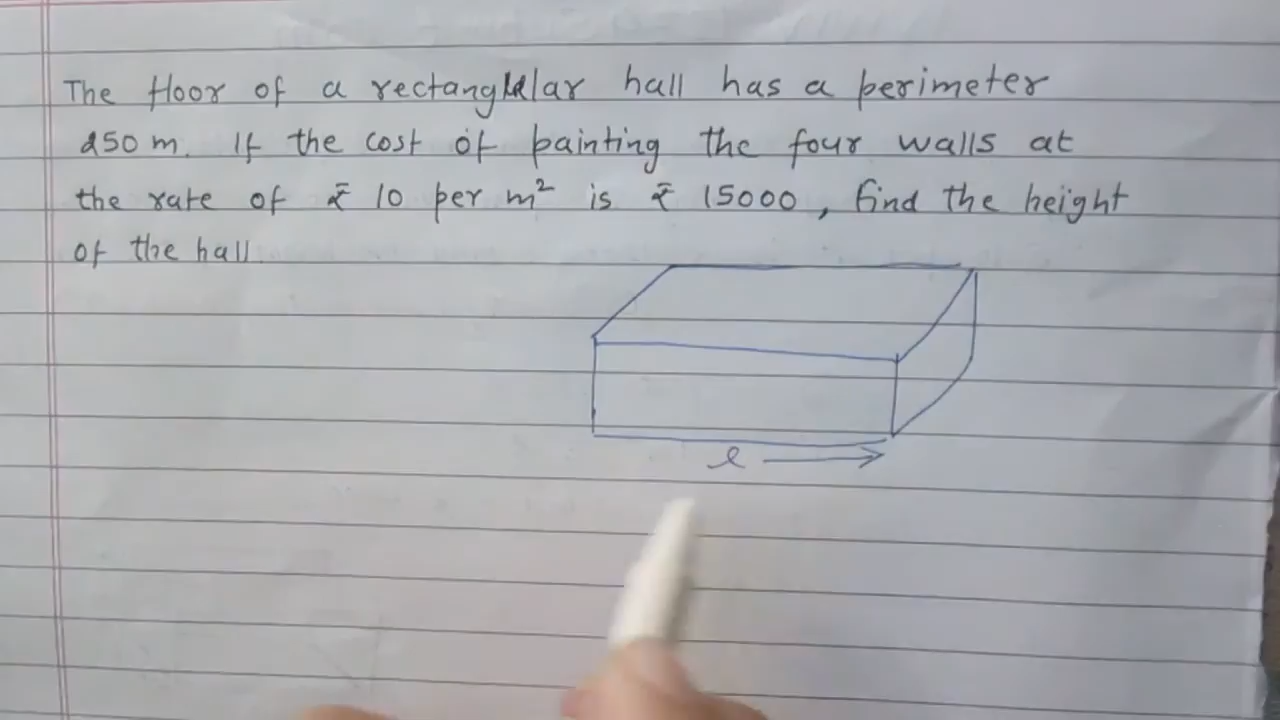 The floor of a rectangular hall has a perimeter
250 m. If the cost of painting the four walls at
the rate of ₹ 10 per m² is ₹ 15000, find the height
of the hall.
l